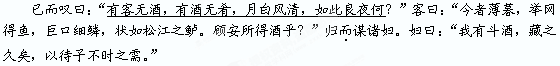 已而叹曰：“有客无酒，有酒无肴，月白风清，如此良夜何？”客曰：“今者薄暮，举网
得鱼，巨口细鳞，状如松江之鲈。顾安所得酒乎？”归而谋诸妇。妇曰：“我有斗酒，藏之
久矣，以待子不时之需。”